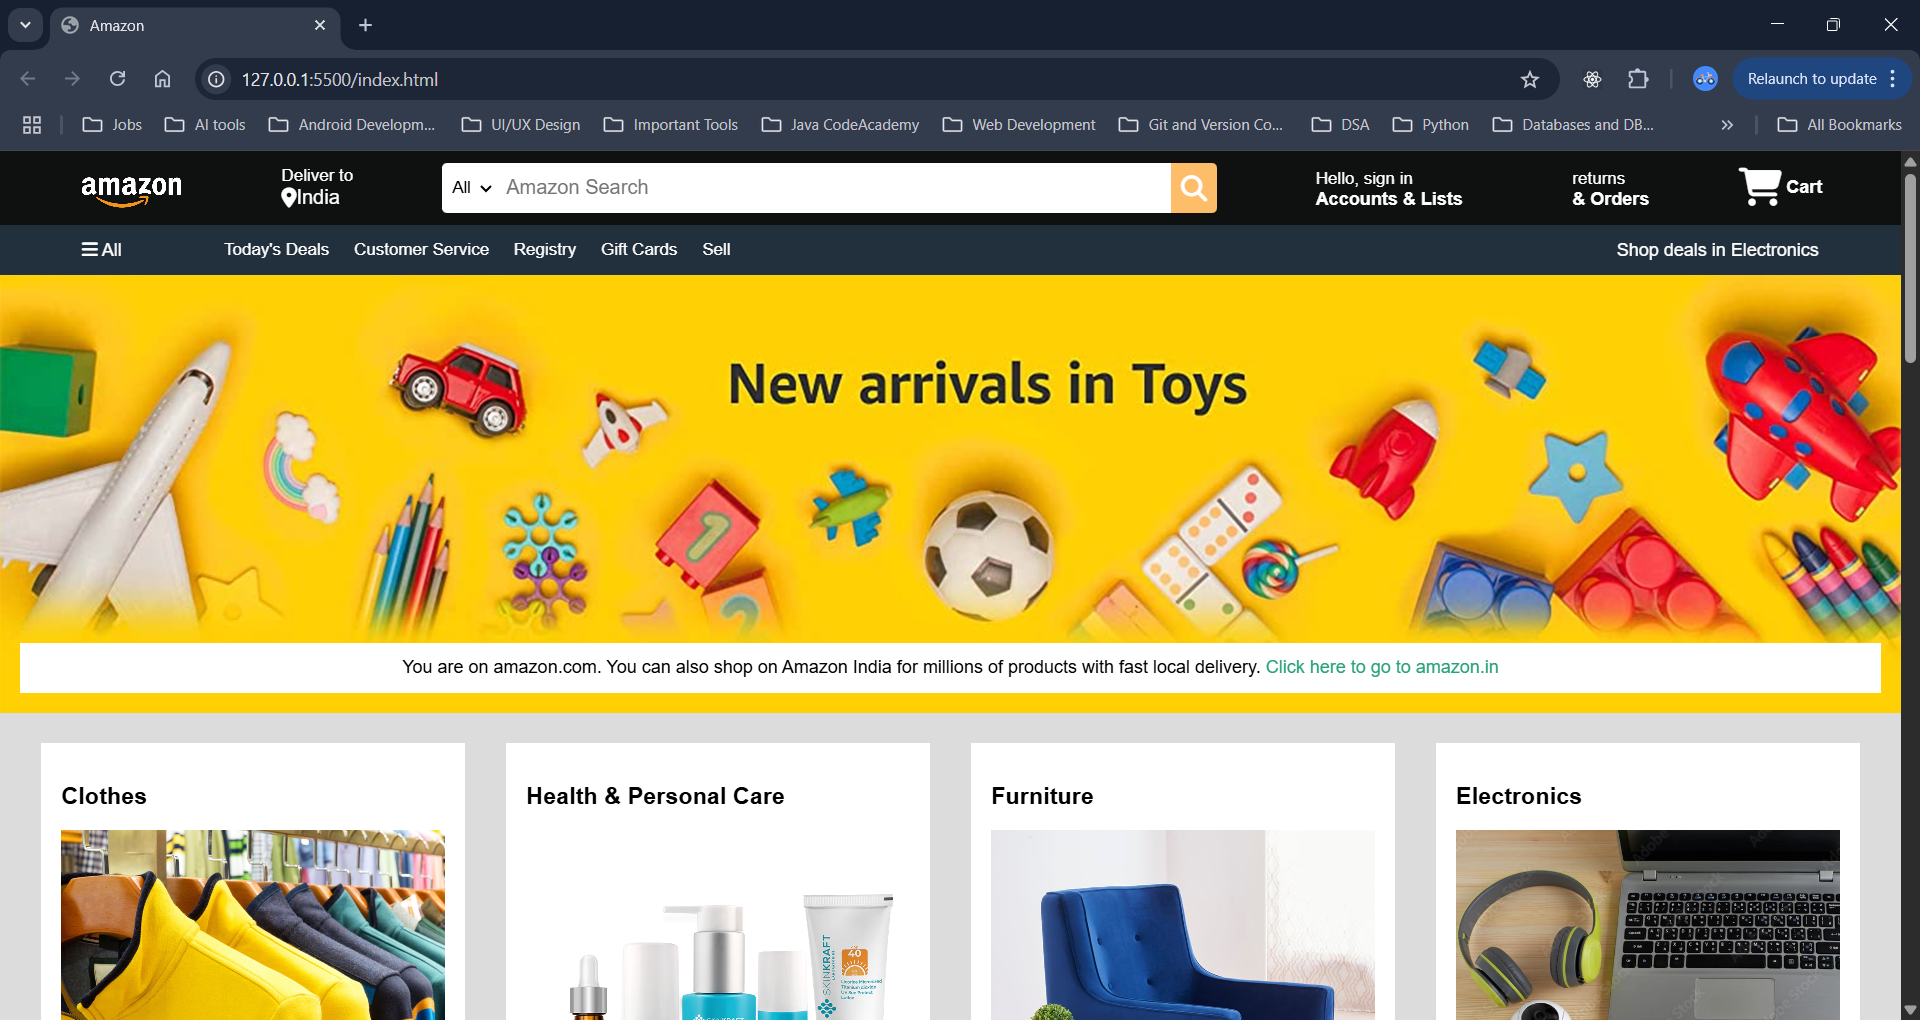 Amazon
127.0.0.1:5500/index.html
Relaunch to update
Jobs
AI tools
Android Developm...
UI/UX Design
Important Tools
Java CodeAcademy
Web Development
Git and Version Co...
DSA
Python
Databases and DB...
All Bookmarks
amazon
Deliver to
India
All
Amazon Search
Hello, sign in
Accounts & Lists
returns
& Orders
Cart
All
Today's Deals
Customer Service
Registry
Gift Cards
Sell
Shop deals in Electronics
New arrivals in Toys
1
2
You are on amazon.com. You can also shop on Amazon India for millions of products with fast local delivery. Click here to go to amazon.in
Clothes
Health & Personal Care
Furniture
Electronics
SKINKRAFT
40